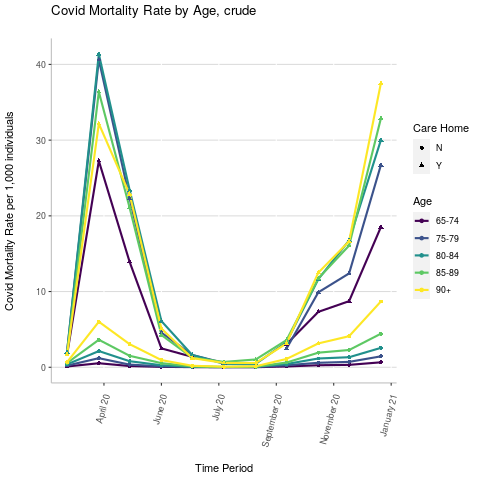 Covid Mortality Rate by Age, crude
Covid Mortality Rate per 1,000 individuals
40
30
20
10
0
April 20
June 20
July 20
September 20
November 20
January 21
Time Period
Care Home
N
Y
Age
65-74
75-79
80-84
85-89
90+